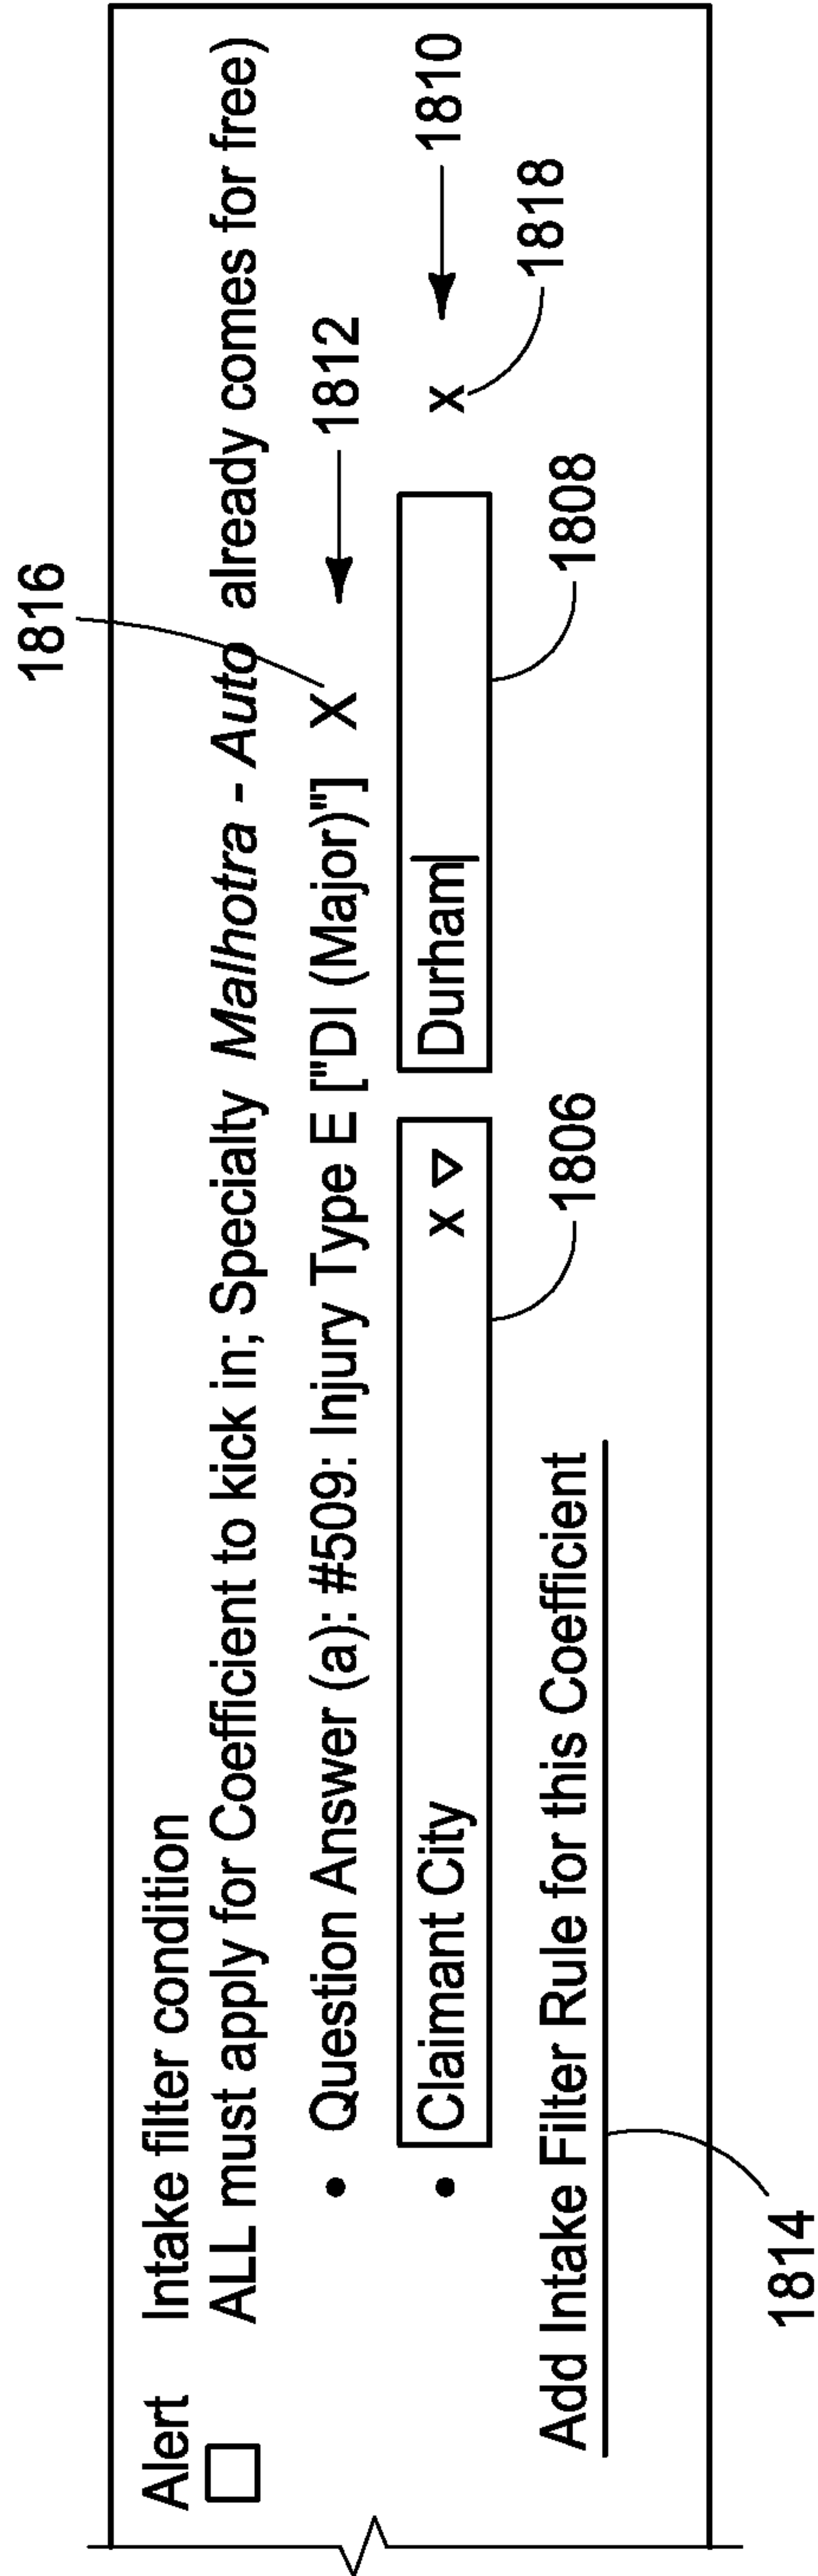 1816
Alert Intake filter condition
ALL must apply for Coefficient to kick in; Specialty Malhotra - Auto already comes for free)
• Question Answer (a): #509: Injury Type E ["DI (Major)"] X 1812
• Claimant City x Durham x 1810
1818
1806 1808
Add Intake Filter Rule for this Coefficient
1814